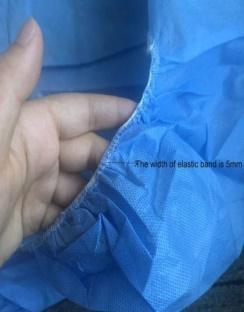 The width of elastic band is 5mm.